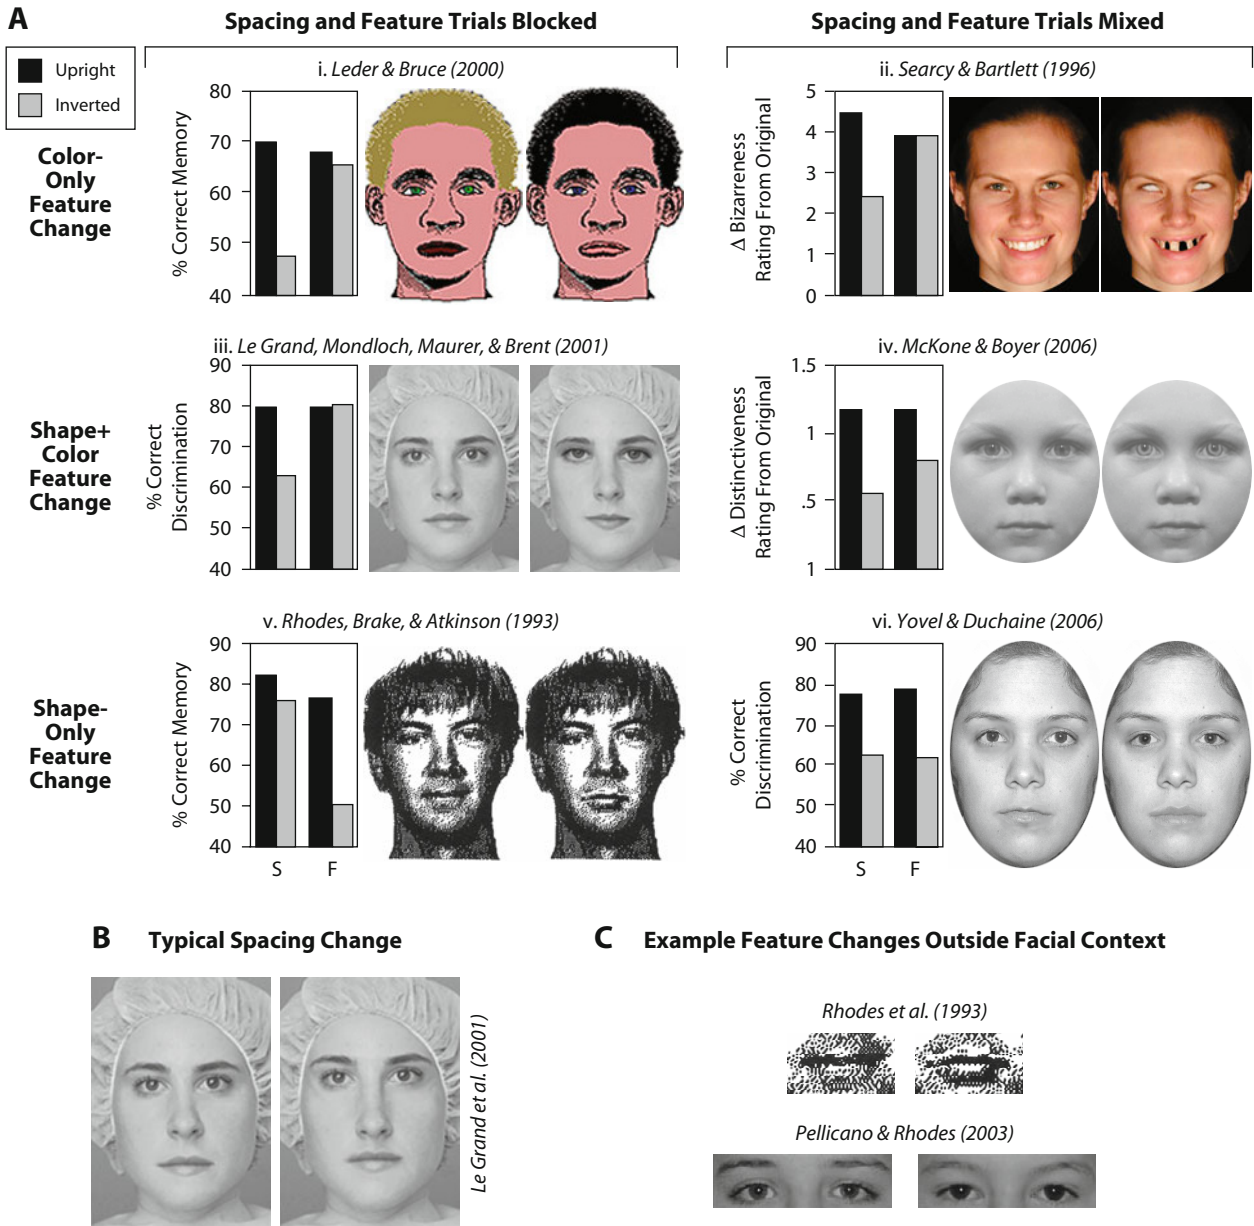 A
Spacing and Feature Trials Blocked
Spacing and Feature Trials Mixed
Upright
Inverted
Color-
Only
Feature
Change
i. Leder & Bruce (2000)
% Correct Memory
80
70
60
50
40
ii. Searcy & Bartlett (1996)
Δ Bizarreness
Rating From Original
5
4
3
2
1
0
Shape+
Color
Feature
Change
iii. Le Grand, Mondloch, Maurer, & Brent (2001)
% Correct
Discrimination
90
80
70
60
50
40
iv. McKone & Boyer (2006)
Δ Distinctiveness
Rating From Original
1.5
1
.5
1
Shape-
Only
Feature
Change
v. Rhodes, Brake, & Atkinson (1993)
% Correct Memory
90
80
70
60
50
40
S F
vi. Yovel & Duchaine (2006)
% Correct
Discrimination
90
80
70
60
50
40
S F
B Typical Spacing Change
Le Grand et al. (2001)
C Example Feature Changes Outside Facial Context
Rhodes et al. (1993)
Pellicano & Rhodes (2003)